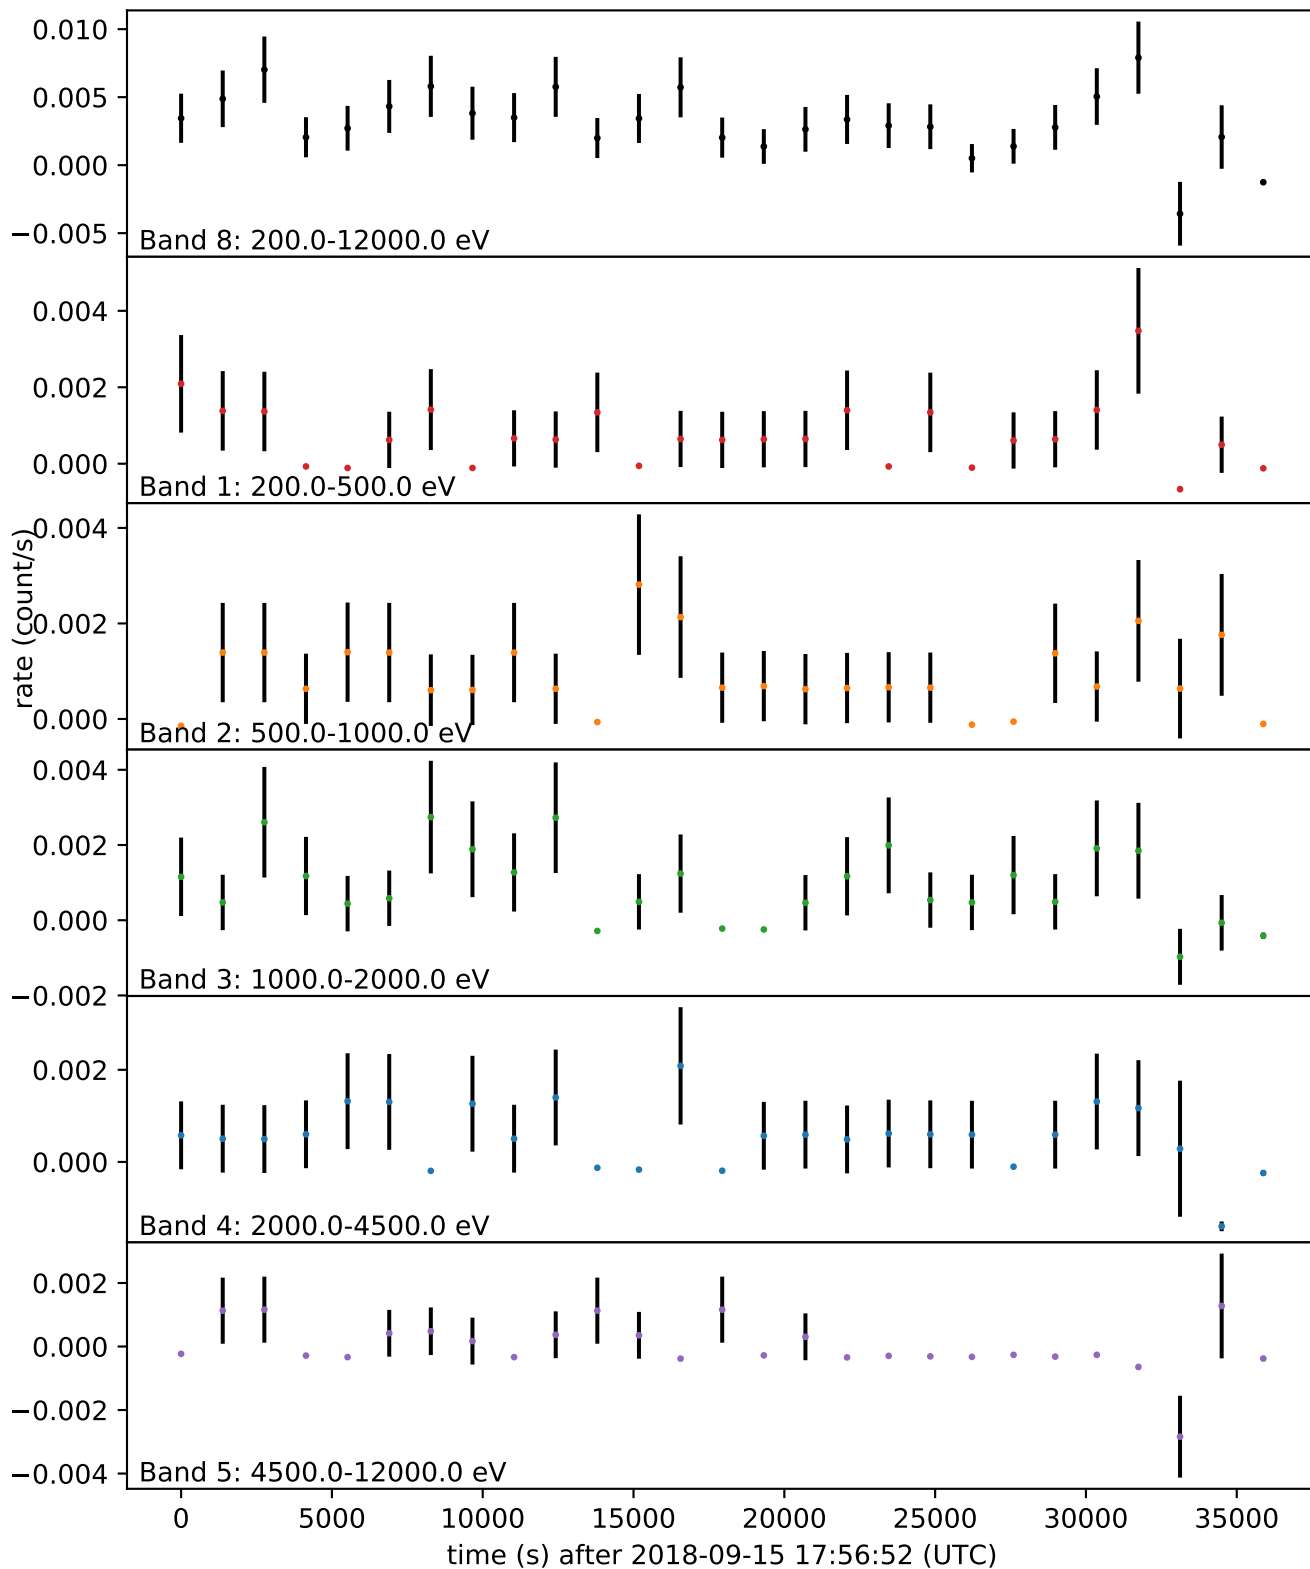 0.010
0.005
0.000
−0.005
Band 8: 200.0-12000.0 eV
0.004
0.002
0.000
Band 1: 200.0-500.0 eV
rate (count/s)
0.004
0.002
0.000
Band 2: 500.0-1000.0 eV
0.004
0.002
0.000
−0.002
Band 3: 1000.0-2000.0 eV
0.002
0.000
Band 4: 2000.0-4500.0 eV
0.002
0.000
−0.002
−0.004
Band 5: 4500.0-12000.0 eV
0 5000 10000 15000 20000 25000 30000 35000
time (s) after 2018-09-15 17:56:52 (UTC)